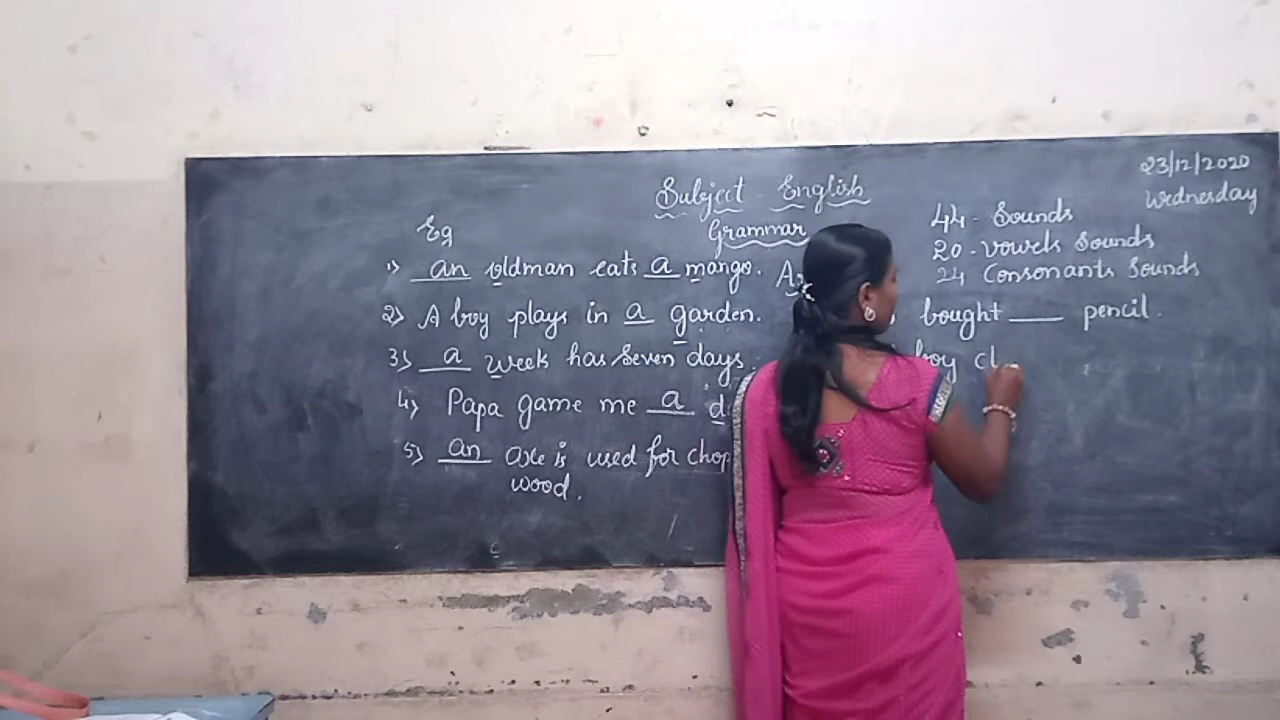 23/12/2020
Wednesday
Subject - English
Grammar
44 - Sounds
20 - vowels Sounds
24 Consonants Sounds
Eg
1) an oldman eats a mango.
2) A boy plays in a garden.
3) a week has seven days.
4) Papa game me a
5) an axe is used for chop
wood.
bought ___ pencil.
boy